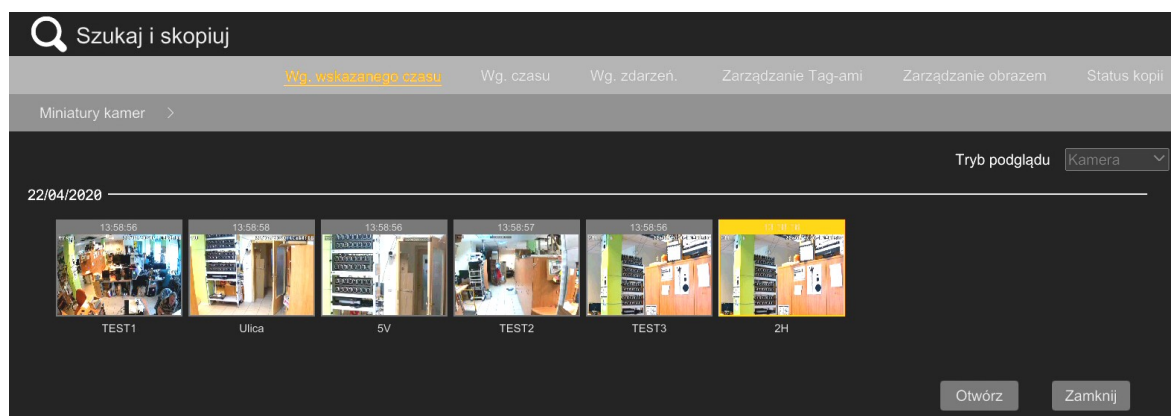 Szukaj i skopiuj
Wg. wskazanego czasu Wg. czasu Wg. zdarzeń. Zarządzanie Tag-ami Zarządzanie obrazem Status kopii
Miniatury kamer >
Tryb podglądu Kamera
22/04/2020
13:58:56 13:58:58 13:58:56 13:58:57 13:58:56
TEST1 Ulica 5V TEST2 TEST3 2H
Otwórz Zamknij